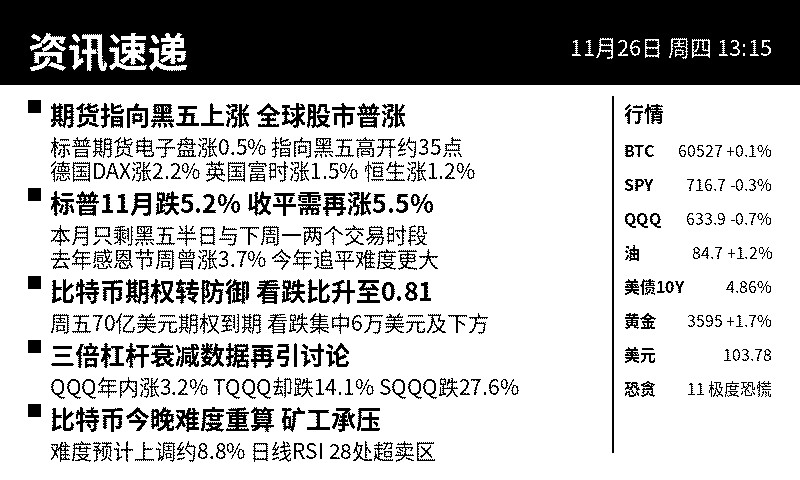 资讯速递
11月26日 周四 13:15
期货指向黑五上涨 全球股市普涨
标普期货电子盘涨0.5% 指向黑五高开约35点
德国DAX涨2.2% 英国富时涨1.5% 恒生涨1.2%
标普11月跌5.2% 收平需再涨5.5%
本月只剩黑五半日与下周一两个交易时段
去年感恩节周曾涨3.7% 今年追平难度更大
比特币期权转防御 看跌比升至0.81
周五70亿美元期权到期 看跌集中6万美元及下方
三倍杠杆衰减数据再引讨论
QQQ年内涨3.2% TQQQ却跌14.1% SQQQ跌27.6%
比特币今晚难度重算 矿工承压
难度预计上调约8.8% 日线RSI 28处超卖区
行情
BTC 60527 +0.1%
SPY 716.7 -0.3%
QQQ 633.9 -0.7%
油 84.7 +1.2%
美债10Y 4.86%
黄金 3595 +1.7%
美元 103.78
恐贪 11 极度恐慌